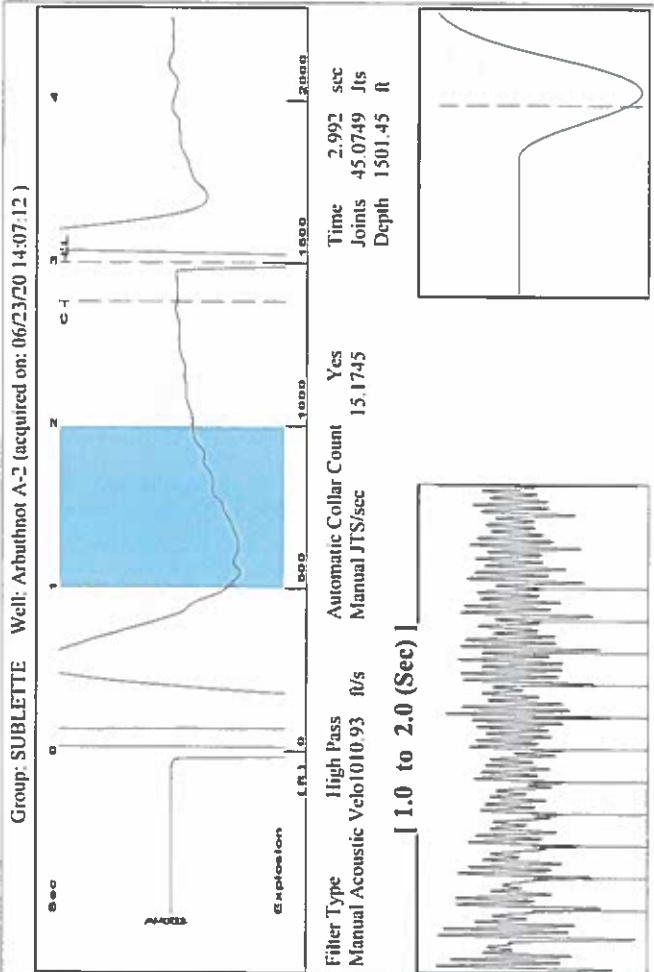 Group: SUBLETTE Well: Arbuthnot A-2 (acquired on: 06/23/20 14:07:12 )
Sec 0 1 2 C T 3 4
Explosion (ft) 0 500 1000 1500 2000
Filter Type High Pass Automatic Collar Count Yes Time 2.992 sec
Manual Acoustic Velo1010.93 ft/s Manual JTS/sec 15.1745 Joints 45.0749 Jts
Depth 1501.45 ft
[ 1.0 to 2.0 (Sec) ]